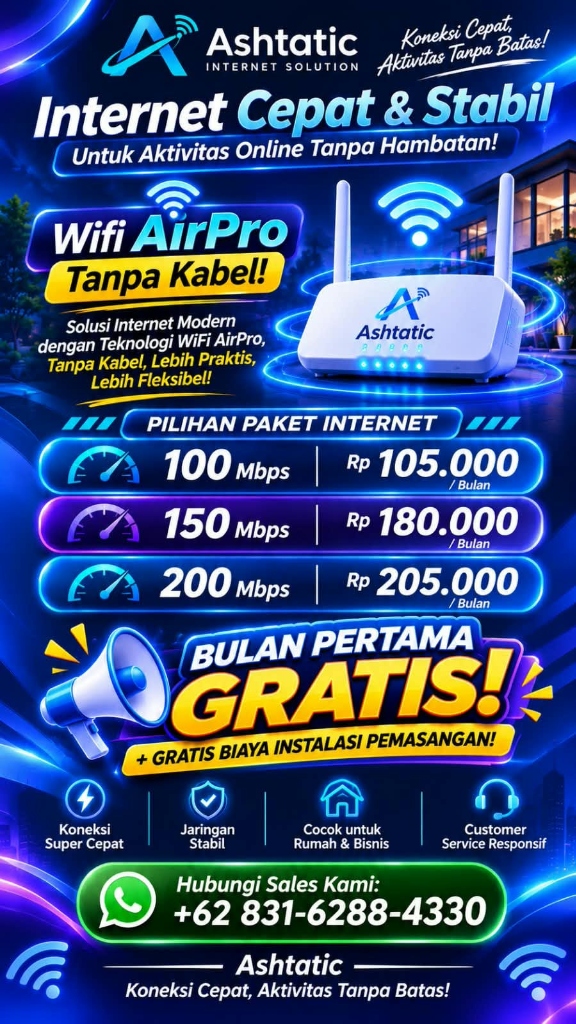 Ashtatic
INTERNET SOLUTION
Koneksi Cepat,
Aktivitas Tanpa Batas!
Internet Cepat & Stabil
Untuk Aktivitas Online Tanpa Hambatan!
Wifi AirPro
Tanpa Kabel!
Solusi Internet Modern
dengan Teknologi WiFi AirPro,
Tanpa Kabel, Lebih Praktis,
Lebih Fleksibel!
Ashtatic
PILIHAN PAKET INTERNET
100 Mbps | Rp 105.000
/ Bulan
150 Mbps | Rp 180.000
/ Bulan
200 Mbps | Rp 205.000
/ Bulan
BULAN PERTAMA
GRATIS!
+ GRATIS BIAYA INSTALASI PEMASANGAN!
Koneksi
Super Cepat
Jaringan
Stabil
Cocok untuk
Rumah & Bisnis
Customer
Service Responsif
Hubungi Sales Kami:
+62 831-6288-4330
Ashtatic
Koneksi Cepat, Aktivitas Tanpa Batas!